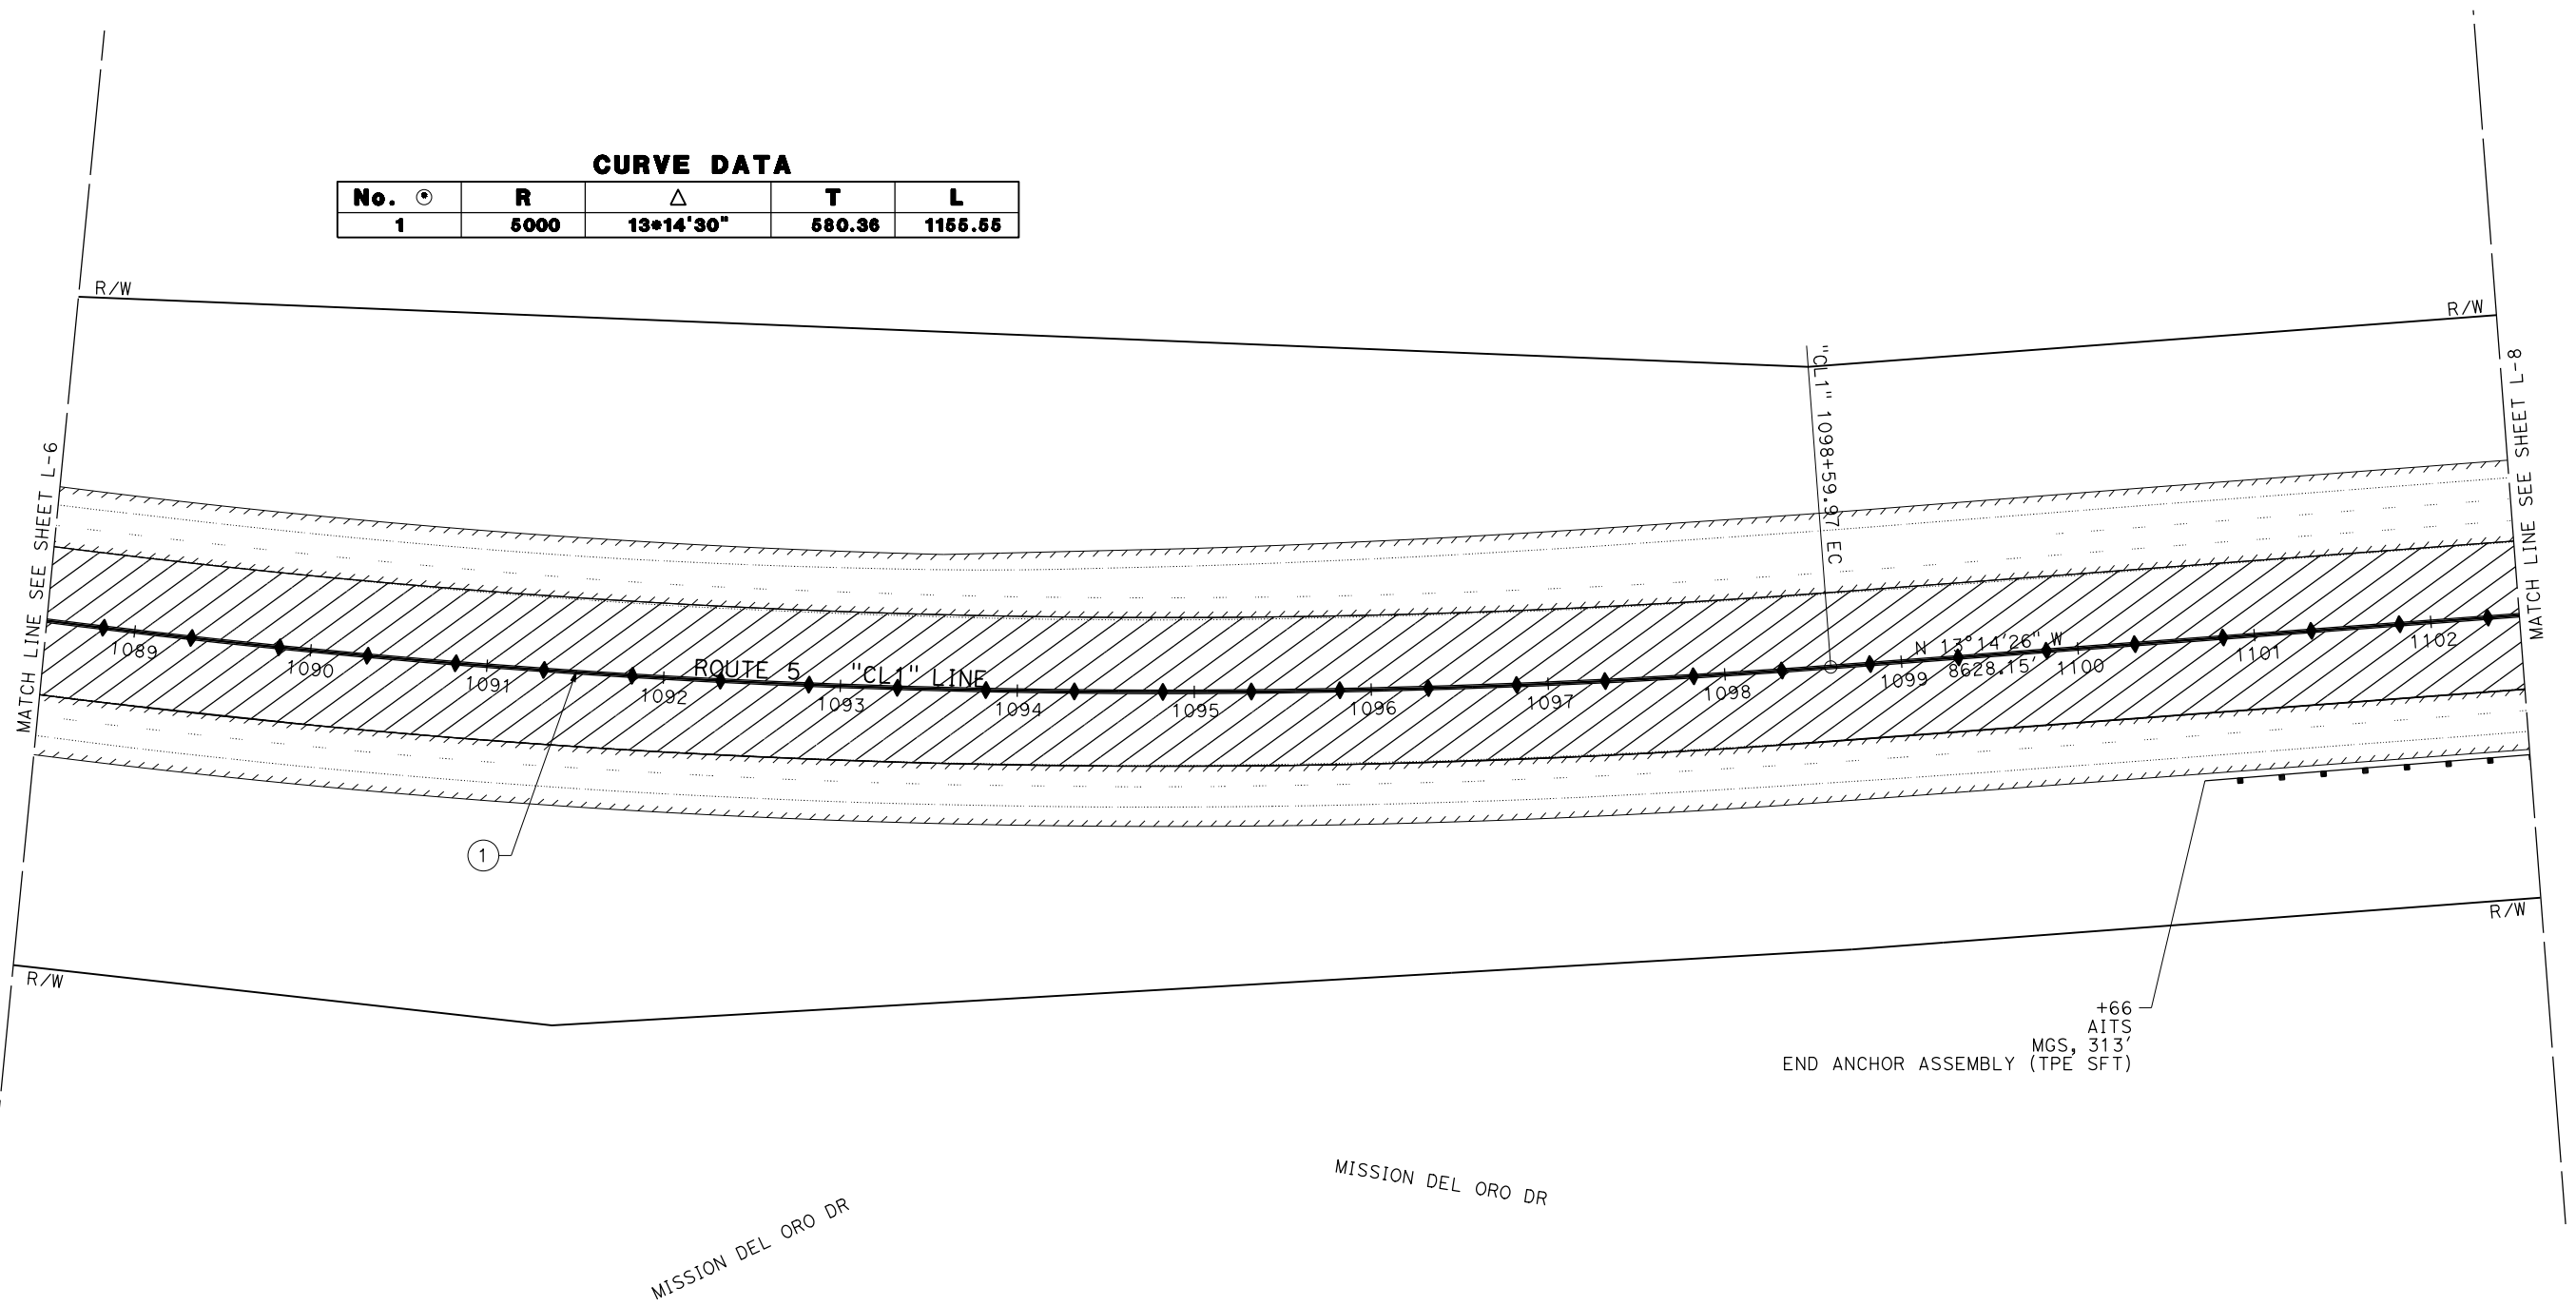 CURVE DATA
No. R △ T L
1 5000 13•14'30" 580.36 1155.55
R/W
R/W
"CL1" 1098+59.97 EC
MATCH LINE SEE SHEET L-6
MATCH LINE SEE SHEET L-8
ROUTE 5 "CL1" LINE
N 13°14'26" W
8628.15'
1089
1090
1091
1092
1093
1094
1095
1096
1097
1098
1099
1100
1101
1102
1
R/W
R/W
+66
AITS
MGS, 313'
END ANCHOR ASSEMBLY (TPE SFT)
MISSION DEL ORO DR
MISSION DEL ORO DR